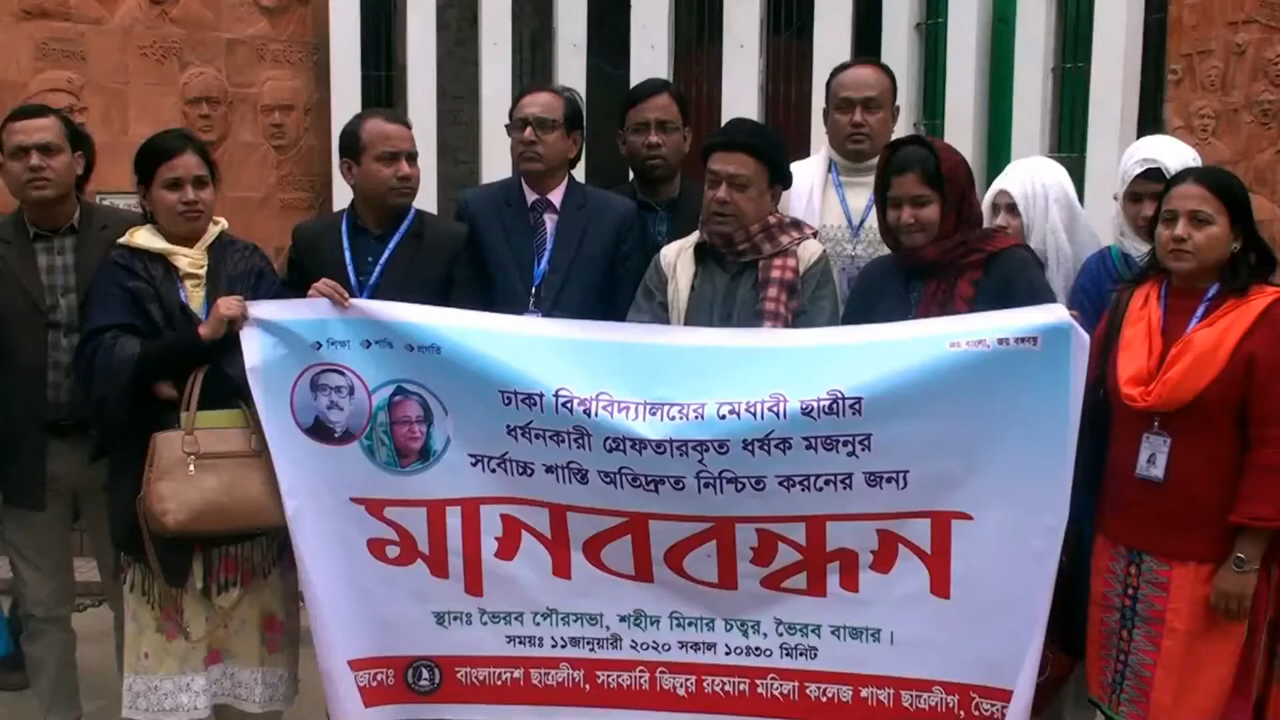 শিক্ষা শান্তি প্রগতি
জয় বাংলা, জয় বঙ্গবন্ধু
ঢাকা বিশ্ববিদ্যালয়ের মেধাবী ছাত্রীর
ধর্ষনকারী গ্রেফতারকৃত ধর্ষক মজনুর
সর্বোচ্চ শাস্তি অতিদ্রুত নিশ্চিত করনের জন্য
মানববন্ধন
স্থানঃ ভৈরব পৌরসভা, শহীদ মিনার চত্বর, ভৈরব বাজার।
সময়ঃ ১১জানুয়ারী ২০২০ সকাল ১০ঃ৩০ মিনিট
জনেঃ বাংলাদেশ ছাত্রলীগ, সরকারি জিল্লুর রহমান মহিলা কলেজ শাখা ছাত্রলীগ, ভৈর